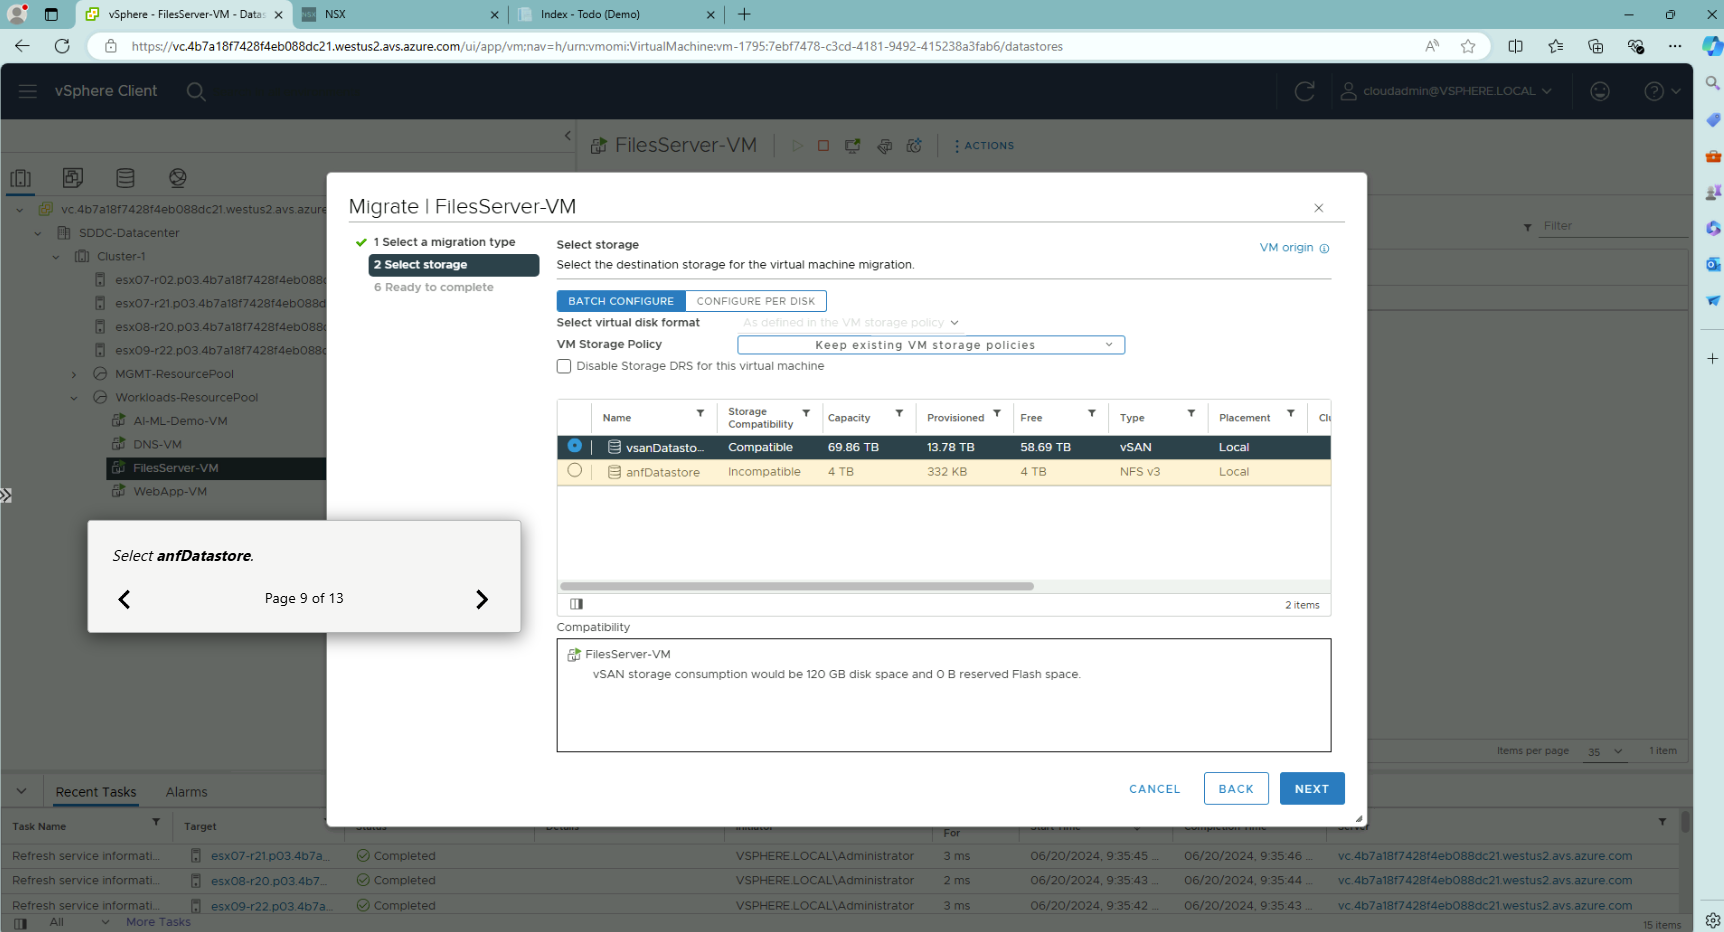 vSphere - FilesServer-VM - Datas
NSX
Index - Todo (Demo)
https://vc.4b7a18f7428f4eb088dc21.westus2.avs.azure.com/ui/app/vm;nav=h/urn:vmomi:VirtualMachine:vm-1795:7ebf7478-c3cd-4181-9492-415238a3fab6/datastores
vSphere Client
cloudadmin@VSPHERE.LOCAL
FilesServer-VM
ACTIONS
vc.4b7a18f7428f4eb088dc21.westus2.avs.azure
SDDC-Datacenter
Cluster-1
esx07-r02.p03.4b7a18f7428f4eb088dc
esx07-r21.p03.4b7a18f7428f4eb088dc
esx08-r20.p03.4b7a18f7428f4eb088dc
esx09-r22.p03.4b7a18f7428f4eb088dc
MGMT-ResourcePool
Workloads-ResourcePool
AI-ML-Demo-VM
DNS-VM
FilesServer-VM
WebApp-VM
Filter
Migrate | FilesServer-VM
1 Select a migration type
2 Select storage
6 Ready to complete
Select storage
VM origin
Select the destination storage for the virtual machine migration.
BATCH CONFIGURE CONFIGURE PER DISK
Select virtual disk format As defined in the VM storage policy
VM Storage Policy Keep existing VM storage policies
Disable Storage DRS for this virtual machine
Name Storage Compatibility Capacity Provisioned Free Type Placement Clu
vsanDatasto... Compatible 69.86 TB 13.78 TB 58.69 TB vSAN Local
anfDatastore Incompatible 4 TB 332 KB 4 TB NFS v3 Local
2 items
Compatibility
FilesServer-VM
vSAN storage consumption would be 120 GB disk space and 0 B reserved Flash space.
CANCEL BACK NEXT
Select anfDatastore.
Page 9 of 13
Items per page 35 1 item
Recent Tasks Alarms
Task Name Target Status Details Initiator For Start Time Completion Time Server
Refresh service informati... esx07-r21.p03.4b7a... Completed VSPHERE.LOCAL\Administrator 3 ms 06/20/2024, 9:35:45 ... 06/20/2024, 9:35:46 ... vc.4b7a18f7428f4eb088dc21.westus2.avs.azure.com
Refresh service informati... esx08-r20.p03.4b7... Completed VSPHERE.LOCAL\Administrator 2 ms 06/20/2024, 9:35:43 ... 06/20/2024, 9:35:44 ... vc.4b7a18f7428f4eb088dc21.westus2.avs.azure.com
Refresh service informati... esx09-r22.p03.4b7a... Completed VSPHERE.LOCAL\Administrator 3 ms 06/20/2024, 9:35:42 ... 06/20/2024, 9:35:43 ... vc.4b7a18f7428f4eb088dc21.westus2.avs.azure.com
All More Tasks
15 items